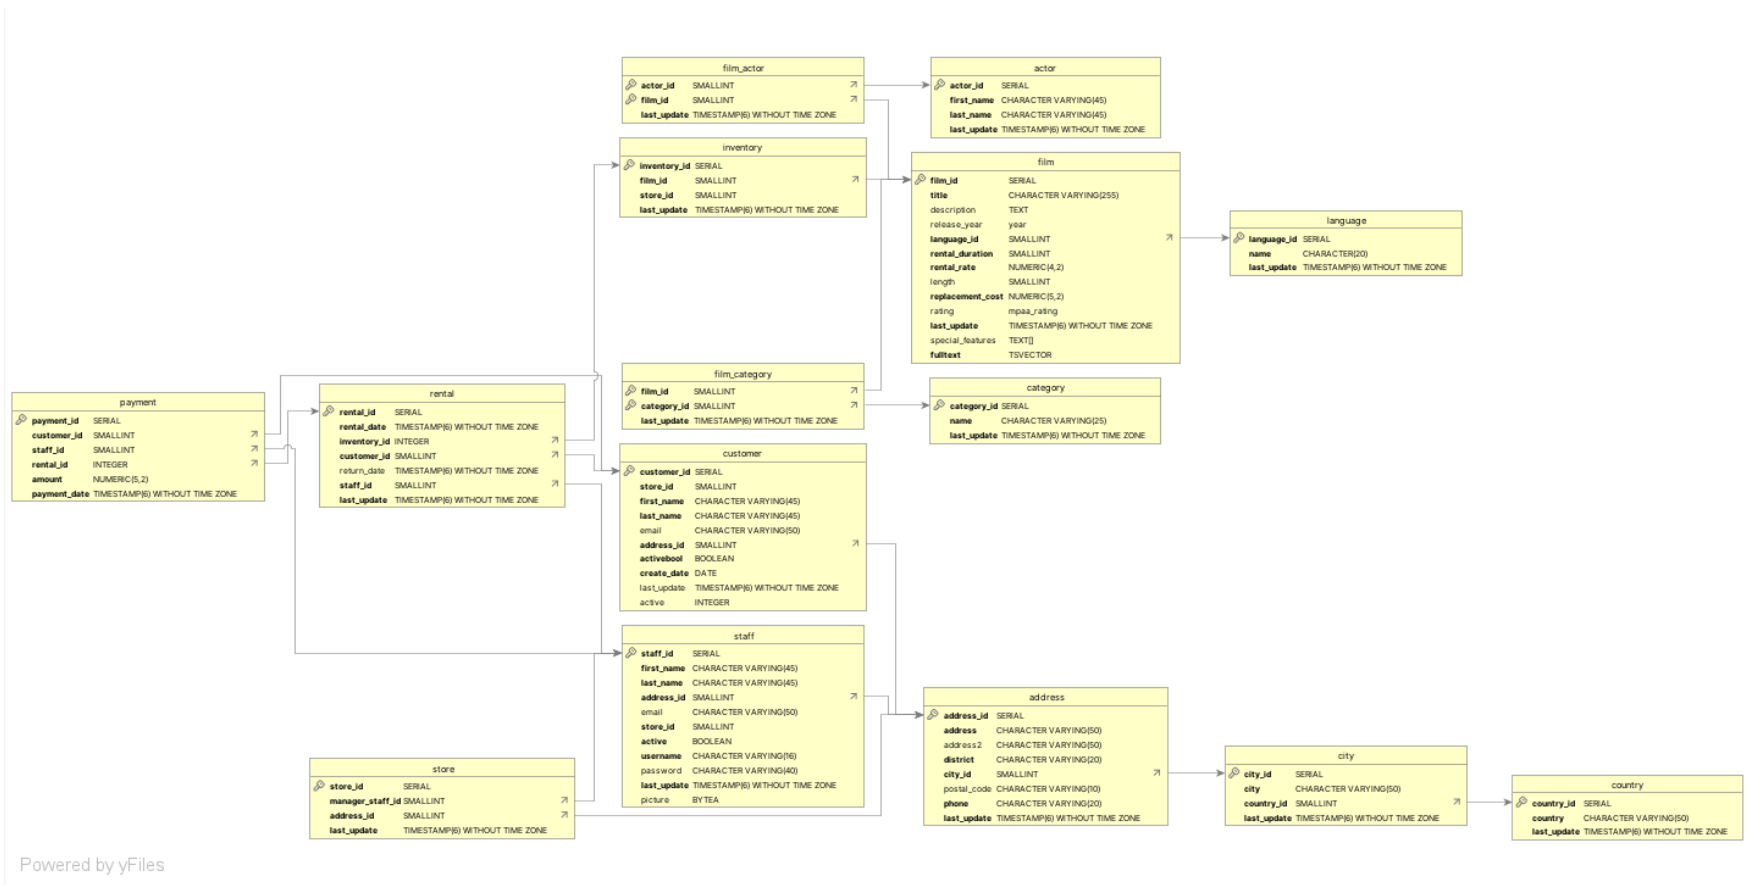 film_actor
actor_id SMALLINT
film_id SMALLINT
last_update TIMESTAMP(6) WITHOUT TIME ZONE
actor
actor_id SERIAL
first_name CHARACTER VARYING(45)
last_name CHARACTER VARYING(45)
last_update TIMESTAMP(6) WITHOUT TIME ZONE
inventory
inventory_id SERIAL
film_id SMALLINT
store_id SMALLINT
last_update TIMESTAMP(6) WITHOUT TIME ZONE
film
film_id SERIAL
title CHARACTER VARYING(255)
description TEXT
release_year year
language_id SMALLINT
rental_duration SMALLINT
rental_rate NUMERIC(4,2)
length SMALLINT
replacement_cost NUMERIC(5,2)
rating mpaa_rating
last_update TIMESTAMP(6) WITHOUT TIME ZONE
special_features TEXT[]
fulltext TSVECTOR
language
language_id SERIAL
name CHARACTER(20)
last_update TIMESTAMP(6) WITHOUT TIME ZONE
payment
payment_id SERIAL
customer_id SMALLINT
staff_id SMALLINT
rental_id INTEGER
amount NUMERIC(5,2)
payment_date TIMESTAMP(6) WITHOUT TIME ZONE
rental
rental_id SERIAL
rental_date TIMESTAMP(6) WITHOUT TIME ZONE
inventory_id INTEGER
customer_id SMALLINT
return_date TIMESTAMP(6) WITHOUT TIME ZONE
staff_id SMALLINT
last_update TIMESTAMP(6) WITHOUT TIME ZONE
film_category
film_id SMALLINT
category_id SMALLINT
last_update TIMESTAMP(6) WITHOUT TIME ZONE
category
category_id SERIAL
name CHARACTER VARYING(25)
last_update TIMESTAMP(6) WITHOUT TIME ZONE
customer
customer_id SERIAL
store_id SMALLINT
first_name CHARACTER VARYING(45)
last_name CHARACTER VARYING(45)
email CHARACTER VARYING(50)
address_id SMALLINT
activebool BOOLEAN
create_date DATE
last_update TIMESTAMP(6) WITHOUT TIME ZONE
active INTEGER
staff
staff_id SERIAL
first_name CHARACTER VARYING(45)
last_name CHARACTER VARYING(45)
address_id SMALLINT
email CHARACTER VARYING(50)
store_id SMALLINT
active BOOLEAN
username CHARACTER VARYING(16)
password CHARACTER VARYING(40)
last_update TIMESTAMP(6) WITHOUT TIME ZONE
picture BYTEA
store
store_id SERIAL
manager_staff_id SMALLINT
address_id SMALLINT
last_update TIMESTAMP(6) WITHOUT TIME ZONE
address
address_id SERIAL
address CHARACTER VARYING(50)
address2 CHARACTER VARYING(50)
district CHARACTER VARYING(20)
city_id SMALLINT
postal_code CHARACTER VARYING(10)
phone CHARACTER VARYING(20)
last_update TIMESTAMP(6) WITHOUT TIME ZONE
city
city_id SERIAL
city CHARACTER VARYING(50)
country_id SMALLINT
last_update TIMESTAMP(6) WITHOUT TIME ZONE
country
country_id SERIAL
country CHARACTER VARYING(50)
last_update TIMESTAMP(6) WITHOUT TIME ZONE
Powered by yFiles